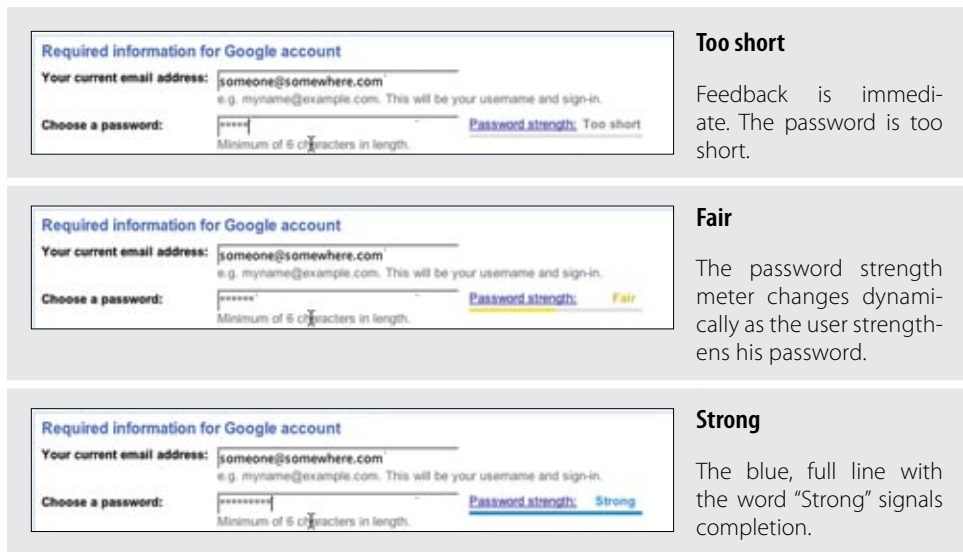 Required information for Google account
Your current email address: someone@somewhere.com
e.g. myname@example.com. This will be your username and sign-in.
Choose a password: ***** Password strength: Too short
Minimum of 6 characters in length.
Too short
Feedback is immedi-
ate. The password is too
short.
Required information for Google account
Your current email address: someone@somewhere.com
e.g. myname@example.com. This will be your username and sign-in.
Choose a password: ****** Password strength: Fair
Minimum of 6 characters in length.
Fair
The password strength
meter changes dynami-
cally as the user strength-
ens his password.
Required information for Google account
Your current email address: someone@somewhere.com
e.g. myname@example.com. This will be your username and sign-in.
Choose a password: ********* Password strength: Strong
Minimum of 6 characters in length.
Strong
The blue, full line with
the word “Strong” signals
completion.